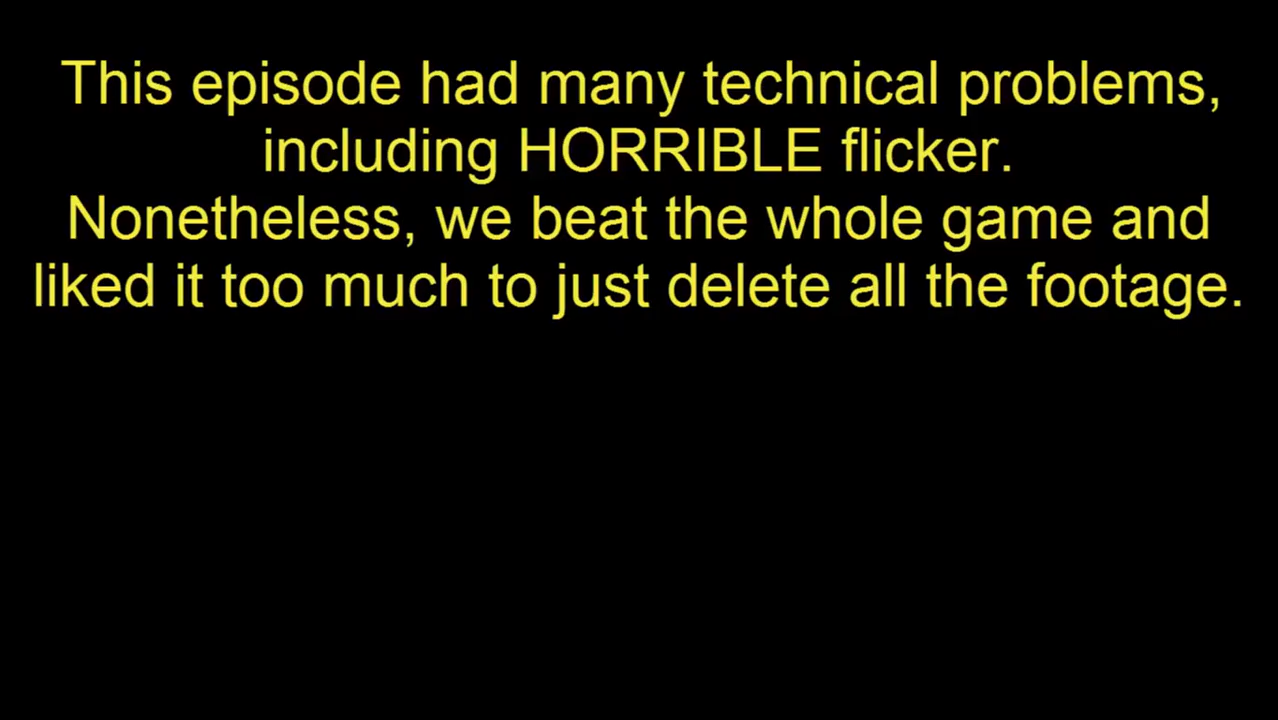 This episode had many technical problems,
including HORRIBLE flicker.
Nonetheless, we beat the whole game and
liked it too much to just delete all the footage.